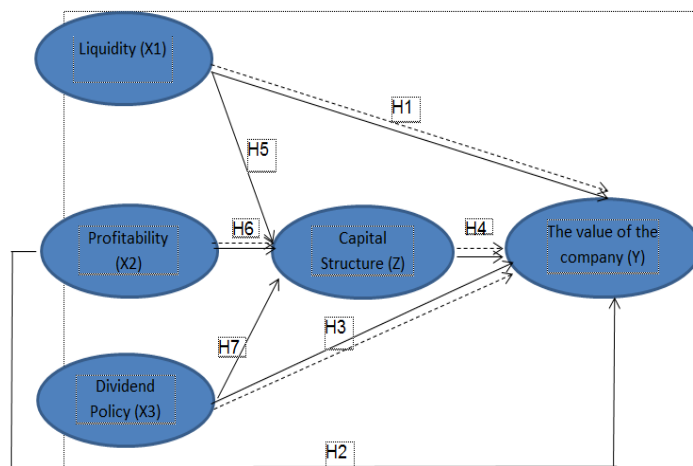 Liquidity (X1)
H1
H5
Profitability
(X2)
H6
Capital
Structure (Z)
H4
The value of the
company (Y)
H3
H7
Dividend
Policy (X3)
H2